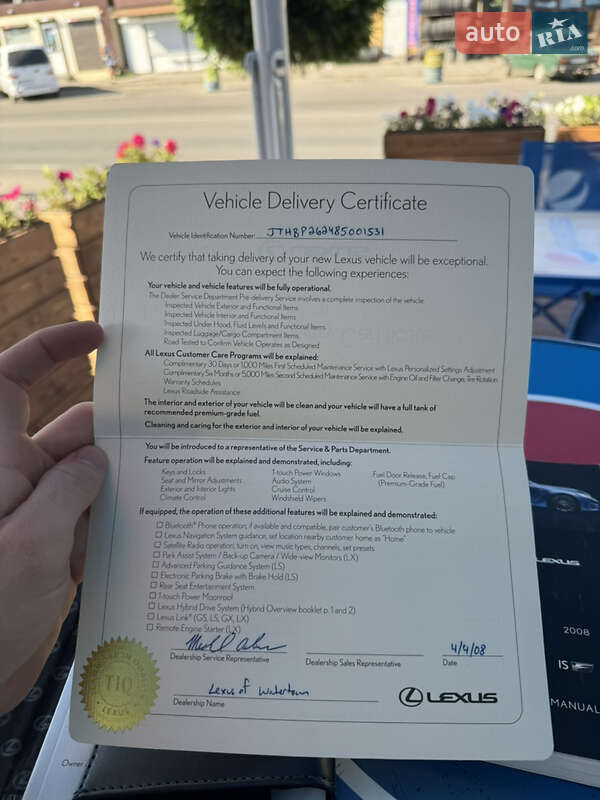 auto RIA .com
Vehicle Delivery Certificate
Vehicle Identification Number: JTHBP262485001531
We certify that taking delivery of your new Lexus vehicle will be exceptional.
You can expect the following experiences:
Your vehicle and vehicle features will be fully operational.
The Dealer Service Department Pre-delivery Service involves a complete inspection of the vehicle:
Inspected Vehicle Exterior and Functional Items
Inspected Vehicle Interior and Functional Items
Inspected Under Hood, Fluid Levels and Functional Items
Inspected Luggage/Cargo Compartment Items
Road Tested to Confirm Vehicle Operates as Designed
All Lexus Customer Care Programs will be explained:
Complimentary 30 Days or 1,000 Miles First Scheduled Maintenance Service with Lexus Personalized Settings Adjustment
Complimentary Six Months or 5,000 Miles Second Scheduled Maintenance Service with Engine Oil and Filter Change, Tire Rotation
Warranty Schedules
Lexus Roadside Assistance
The interior and exterior of your vehicle will be clean and your vehicle will have a full tank of
recommended premium-grade fuel.
Cleaning and caring for the exterior and interior of your vehicle will be explained.
You will be introduced to a representative of the Service & Parts Department.
Feature operation will be explained and demonstrated, including:
Keys and Locks 1-touch Power Windows Fuel Door Release, Fuel Cap
Seat and Mirror Adjustments Audio System (Premium-Grade Fuel)
Exterior and Interior Lights Cruise Control
Climate Control Windshield Wipers
If equipped, the operation of these additional features will be explained and demonstrated:
☐ Bluetooth® Phone operation, if available and compatible, pair customer's Bluetooth phone to vehicle
☐ Lexus Navigation System guidance, set location nearby customer home as "Home"
☐ Satellite Radio operation; turn on, view music types, channels, set presets
☐ Park Assist System / Back-up Camera / Wide-view Monitors (LX)
☐ Advanced Parking Guidance System (LS)
☐ Electronic Parking Brake with Brake Hold (LS)
☐ Rear Seat Entertainment System
☐ 1-touch Power Moonroof
☐ Lexus Hybrid Drive System (Hybrid Overview booklet p. 1 and 2)
☐ Lexus Link® (GS, LS, GX, LX)
☐ Remote Engine Starter (LX)
4/4/08
Dealership Service Representative Dealership Sales Representative Date
Lexus of Watertown
Dealership Name
LEXUS
TIQ
LEXUS
LEXUS
2008
IS
MANUAL
Owner